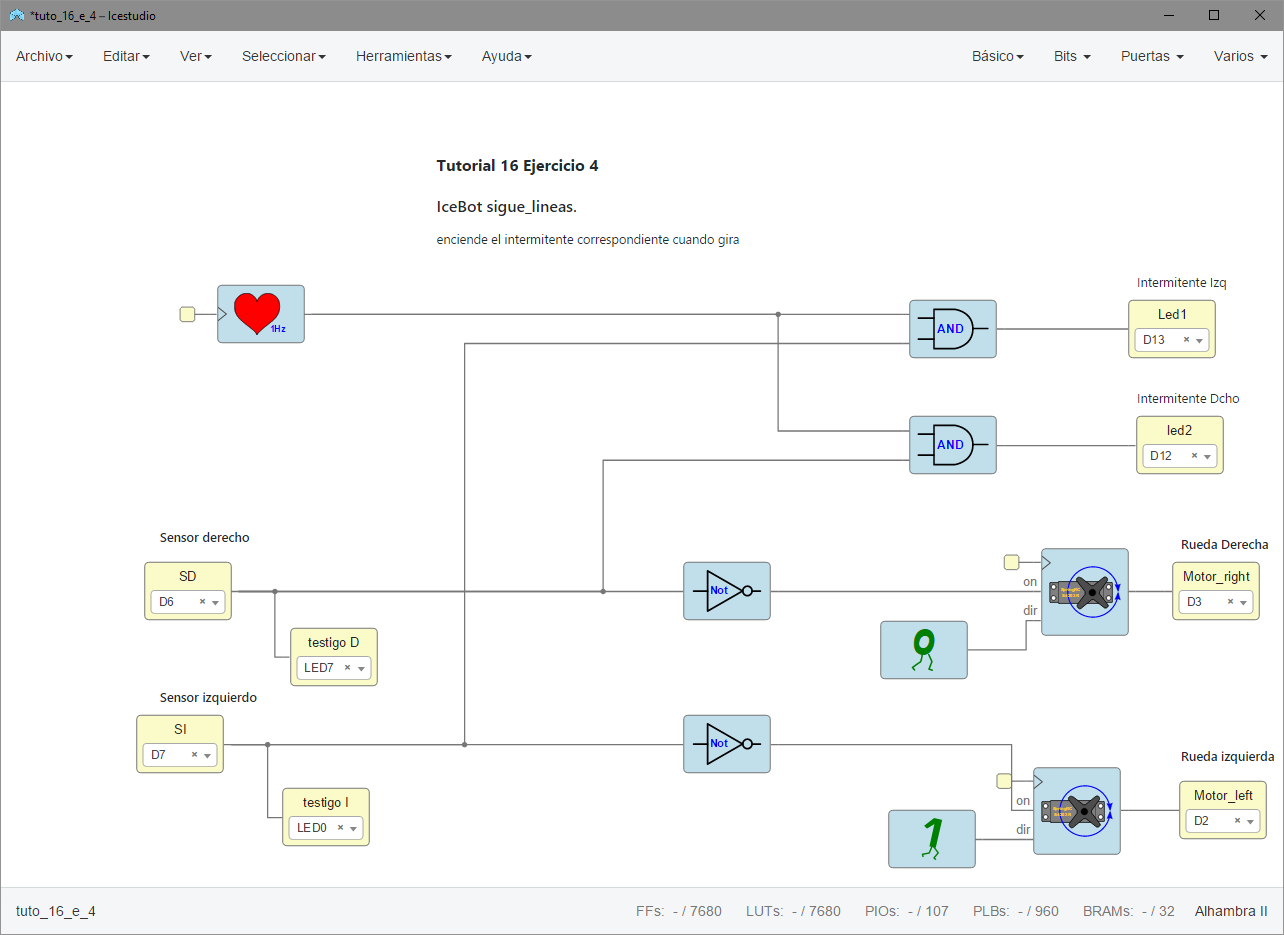 *tuto_16_e_4 – Icestudio
Archivo Editar Ver Seleccionar Herramientas Ayuda Básico Bits Puertas Varios
Tutorial 16 Ejercicio 4
IceBot sigue_lineas.
enciende el intermitente correspondiente cuando gira
1Hz
Intermitente Izq
AND
Led1
D13 ×
Intermitente Dcho
AND
led2
D12 ×
Sensor derecho
SD
D6 ×
testigo D
LED7 ×
Not
on
dir
0
Rueda Derecha
Motor_right
D3 ×
Sensor izquierdo
SI
D7 ×
testigo I
LED0 ×
Not
on
dir
1
Rueda izquierda
Motor_left
D2 ×
tuto_16_e_4 FFs: - / 7680 LUTs: - / 7680 PIOs: - / 107 PLBs: - / 960 BRAMs: - / 32 Alhambra II